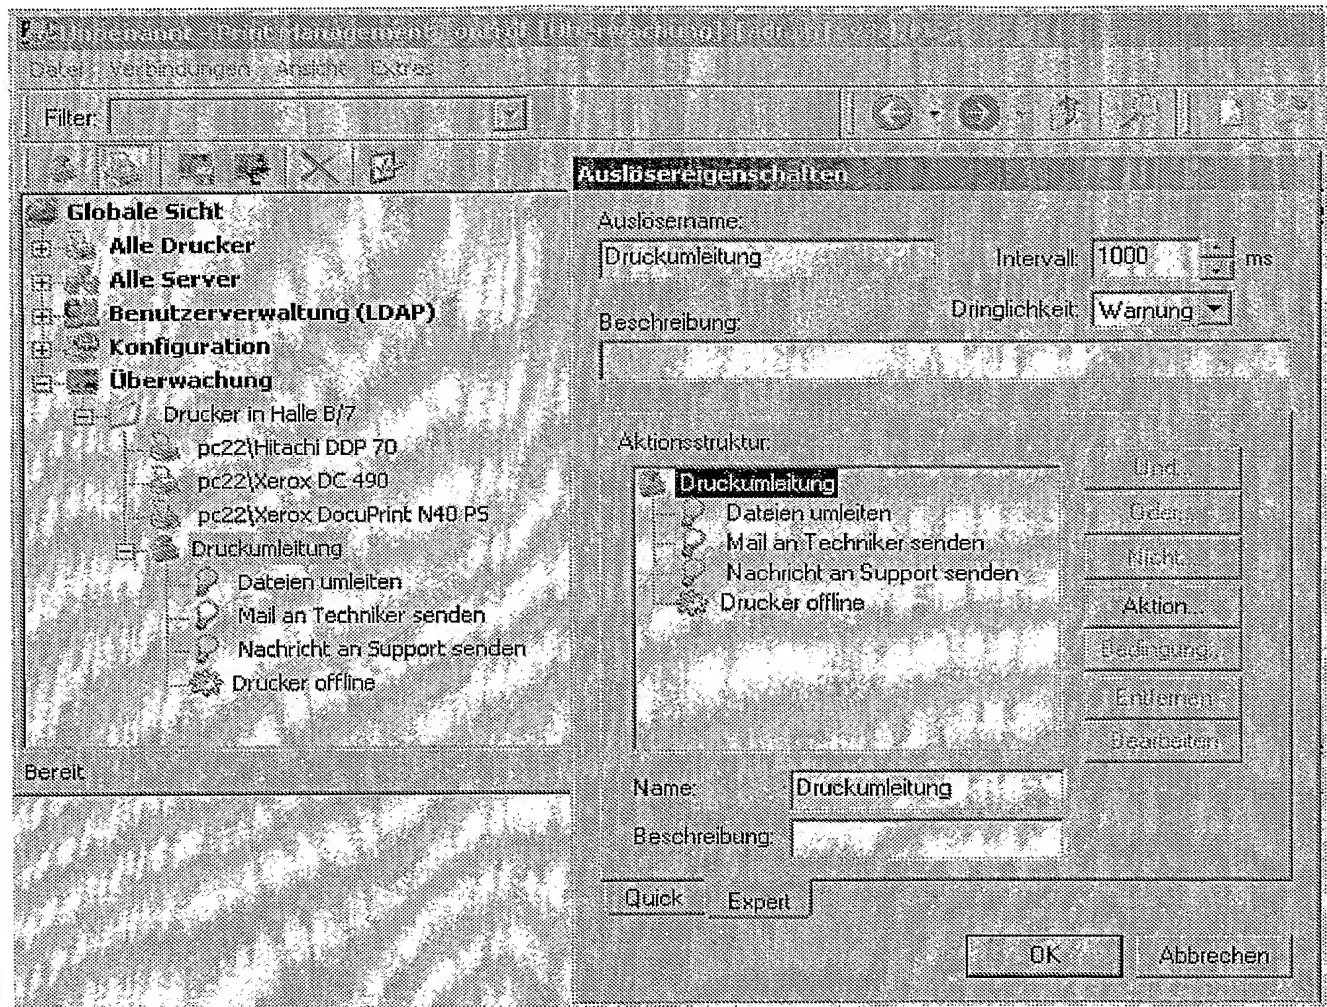 Unbenannt - Print Management
Datei Verbindungen Ansicht Extras ?
Filter:
Globale Sicht
Alle Drucker
Alle Server
Benutzerverwaltung (LDAP)
Konfiguration
Überwachung
Drucker in Halle B/7
pc22\Hitachi DDP 70
pc22\Xerox DC 490
pc22\Xerox DocuPrint N40 PS
Druckumleitung
Dateien umleiten
Mail an Techniker senden
Nachricht an Support senden
Drucker offline
Bereit
Auslösereigenschaften
Auslösername:
Druckumleitung
Intervall: 1000 ms
Dringlichkeit: Warnung
Beschreibung:
Aktionsstruktur:
Druckumleitung
Dateien umleiten
Mail an Techniker senden
Nachricht an Support senden
Drucker offline
Und...
Oder...
Nicht...
Aktion...
Bedingung...
Entfernen
Bearbeiten
Name: Druckumleitung
Beschreibung:
Quick Expert
OK Abbrechen